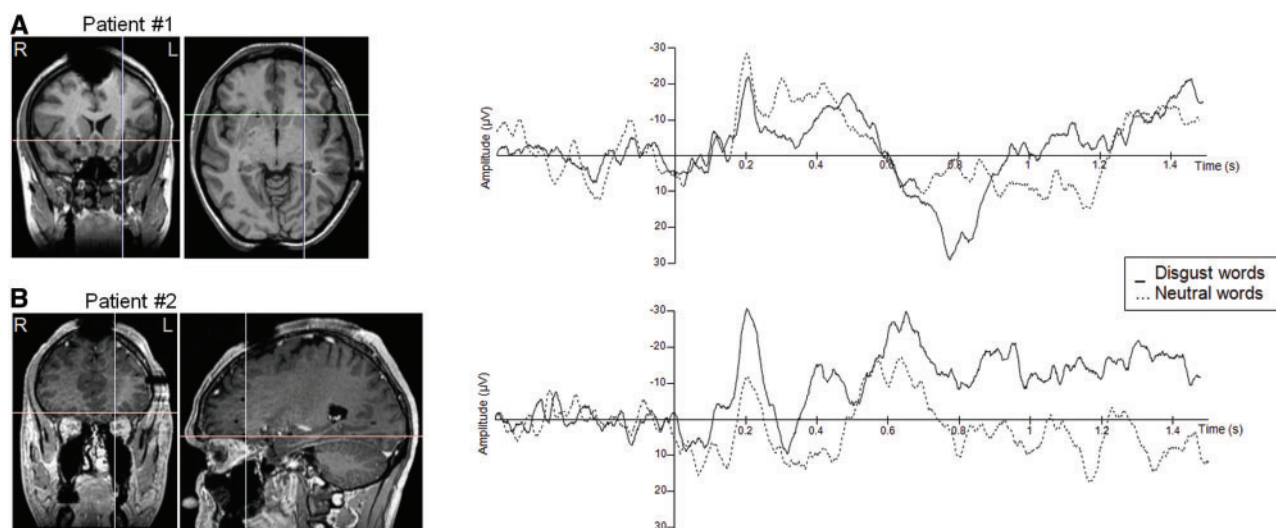 A
Patient #1
R
L
-30
-20
-10
10
20
30
Amplitude (µV)
0
0.2
0.4
0.6
0.8
1
1.2
1.4
Time (s)
Disgust words
Neutral words
B
Patient #2
R
L
-30
-20
-10
10
20
30
Amplitude (µV)
0
0.2
0.4
0.6
0.8
1
1.2
1.4
Time (s)